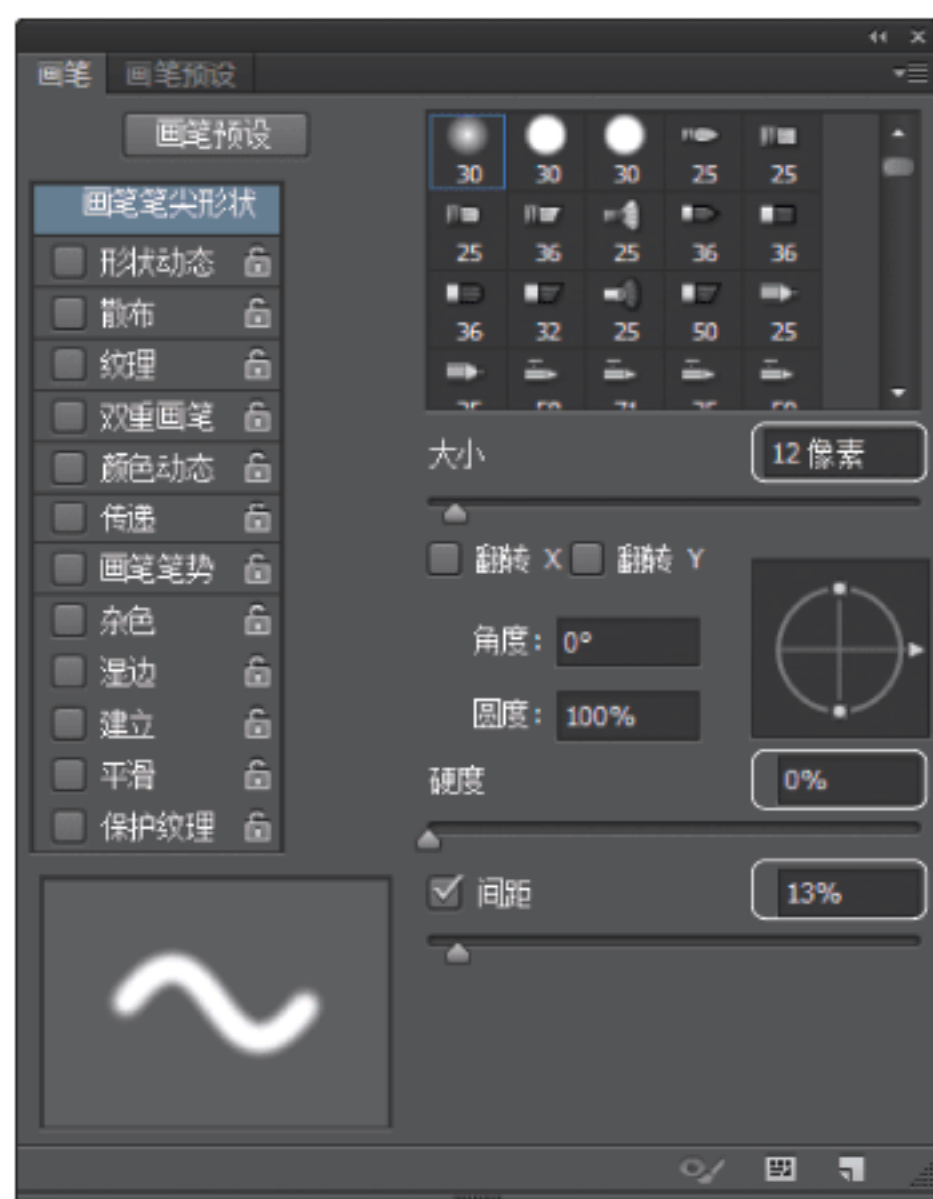 画笔 画笔预设
画笔预设
30 30 30 25 25
25 36 25 36 36
36 32 25 50 25
画笔笔尖形状
形状动态
散布
纹理
双重画笔
颜色动态
传递
画笔笔势
杂色
湿边
建立
平滑
保护纹理
大小 12 像素
翻转 X 翻转 Y
角度: 0°
圆度: 100%
硬度 0%
间距 13%